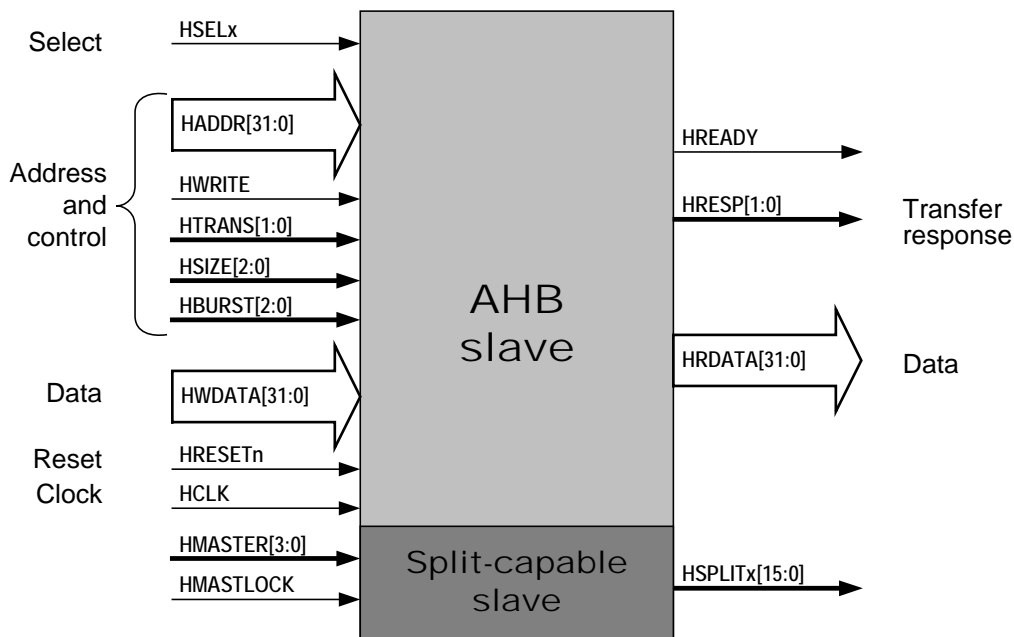 Select
HSELx
HADDR[31:0]
Address
and
control
HWRITE
HTRANS[1:0]
HSIZE[2:0]
HBURST[2:0]
Data
HWDATA[31:0]
Reset
HRESETn
Clock
HCLK
HMASTER[3:0]
HMASTLOCK
AHB
slave
Split-capable
slave
HREADY
HRESP[1:0]
Transfer
response
HRDATA[31:0]
Data
HSPLITx[15:0]